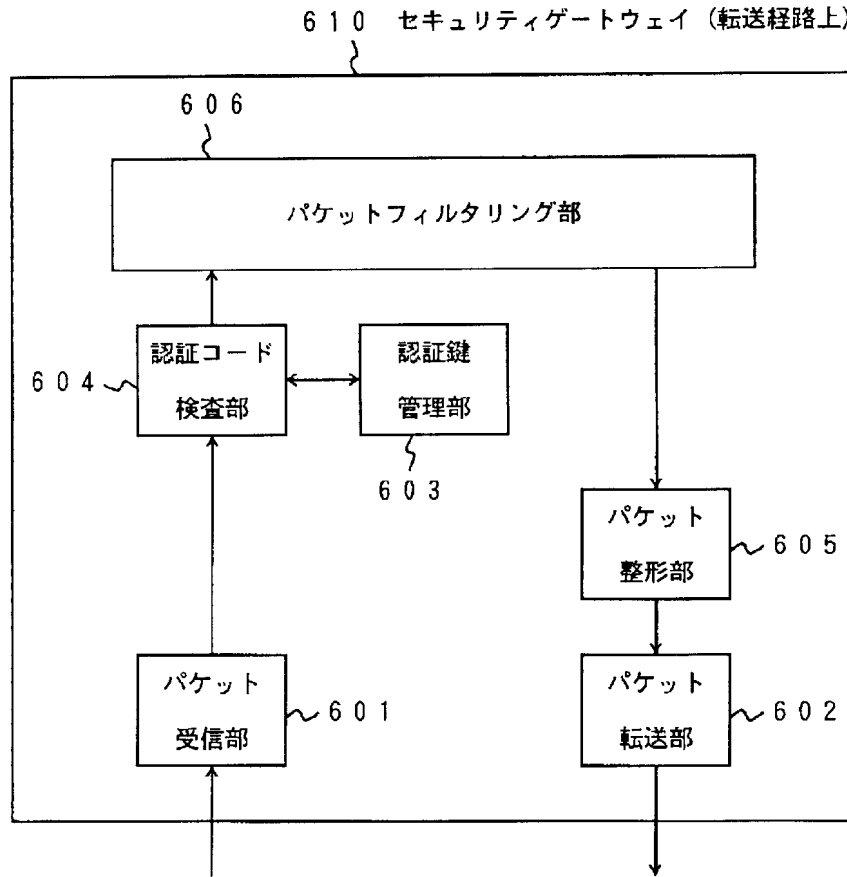 ６１０ セキュリティゲートウェイ（転送経路上）
６０６
パケットフィルタリング部
認証コード
検査部
６０４
認証鍵
管理部
６０３
パケット
整形部
６０５
パケット
受信部
６０１
パケット
転送部
６０２